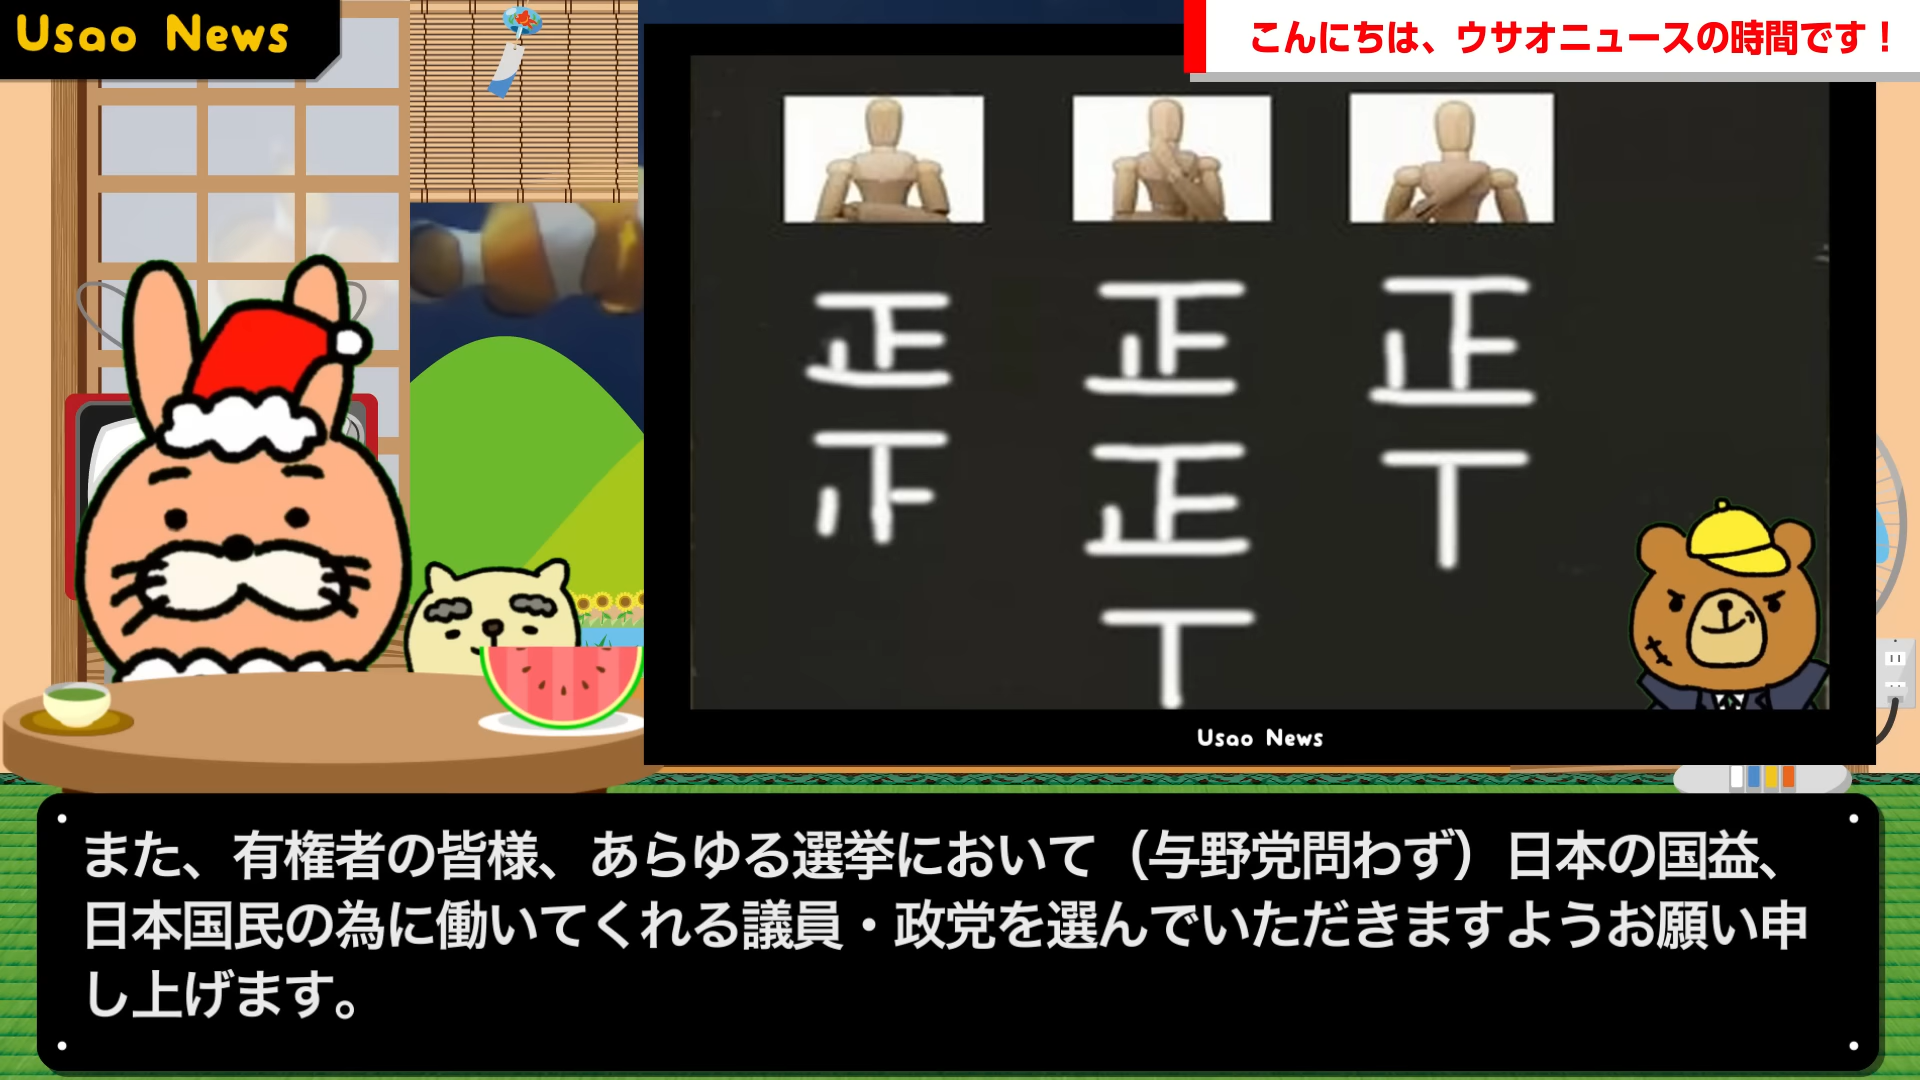 Usao News
こんにちは、ウサオニュースの時間です！
正 正 正
正 T
T
Usao News
また、有権者の皆様、あらゆる選挙において（与野党問わず）日本の国益、
日本国民の為に働いてくれる議員・政党を選んでいただきますようお願い申
し上げます。